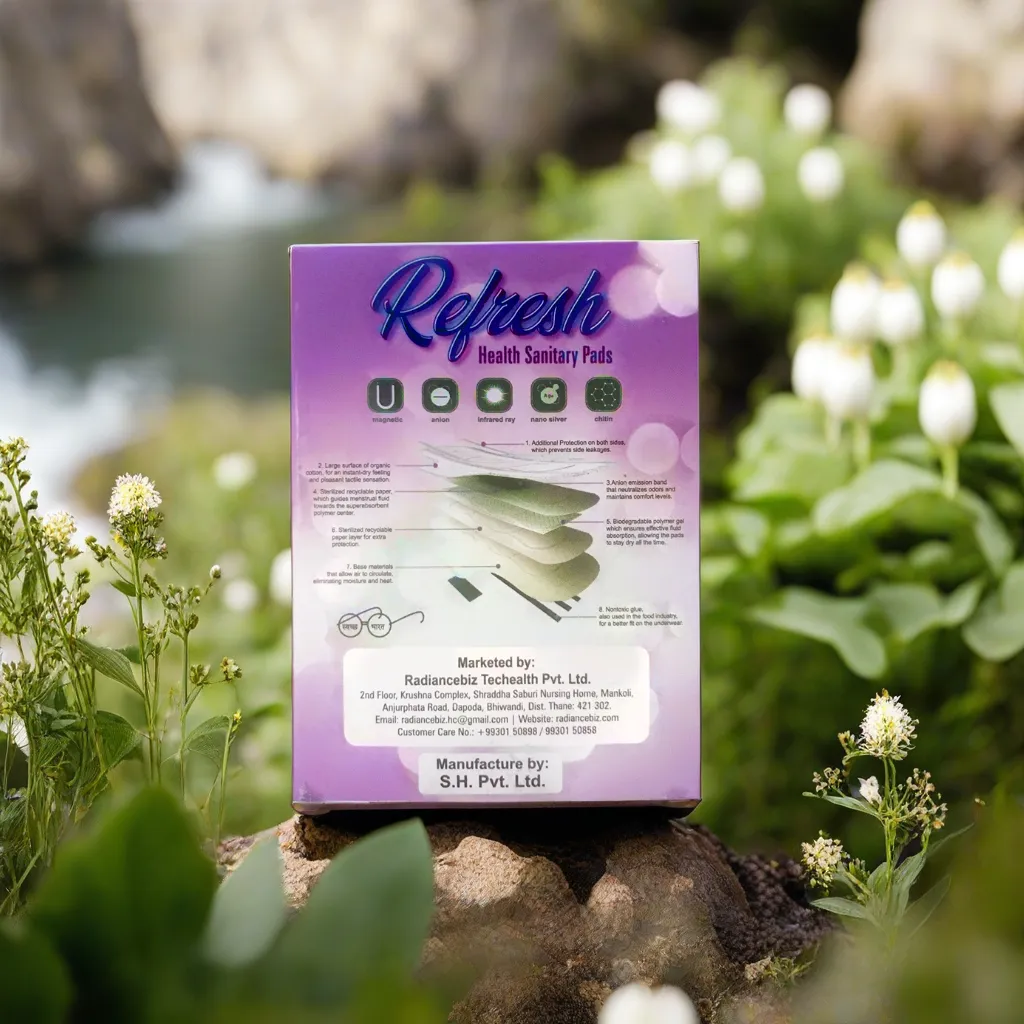 Refresh
Health Sanitary Pads
magnetic
anion
infrared ray
nano silver
chitin
1. Additional Protection on both sides,
which prevents side leakages.
2. Large surface of organic
cotton, for an instant-dry feeling
and pleasant tactile sensation.
3.Anion emission band
that neutralizes odors and
maintains comfort levels.
4. Sterilized recyclable paper,
which guides menstrual fluid
towards the superabsorbent
polymer center.
5. Biodegradable polymer gel
which ensures effective fluid
absorption, allowing the pads
to stay dry all the time.
6. Sterilized recyclable
paper layer for extra
protection.
7. Base materials
that allow air to circulate,
eliminating moisture and heat.
8. Nontoxic glue,
also used in the food industry,
for a better fit on the underwear.
स्वच्छ भारत
Marketed by:
Radiancebiz Techealth Pvt. Ltd.
2nd Floor, Krushna Complex, Shraddha Saburi Nursing Home, Mankoli,
Anjurphata Road, Dapoda, Bhiwandi, Dist. Thane: 421 302.
Email: radiancebiz.hc@gmail.com | Website: radiancebiz.com
Customer Care No.: +99301 50898 / 99301 50858
Manufacture by:
S.H. Pvt. Ltd.